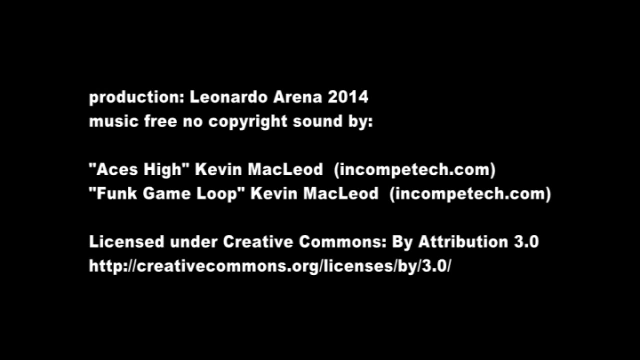 production: Leonardo Arena 2014
music free no copyright sound by:
"Aces High" Kevin MacLeod  (incompetech.com)
"Funk Game Loop" Kevin MacLeod  (incompetech.com)
Licensed under Creative Commons: By Attribution 3.0
http://creativecommons.org/licenses/by/3.0/